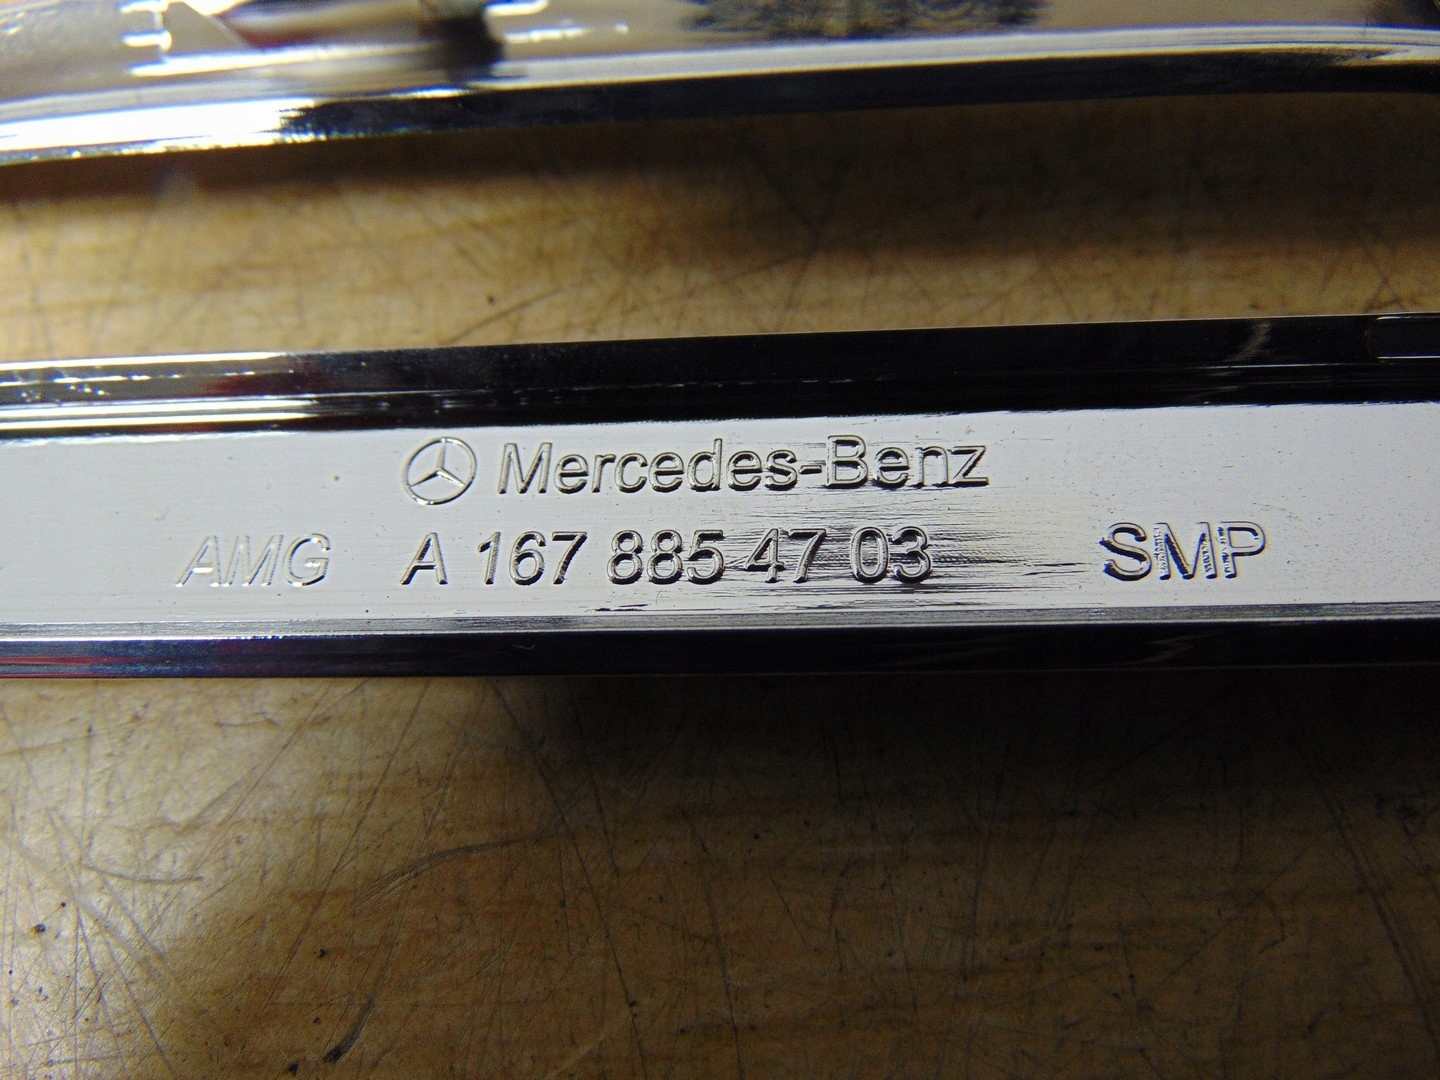 Mercedes-Benz
AMG A 167 885 47 03 SMP